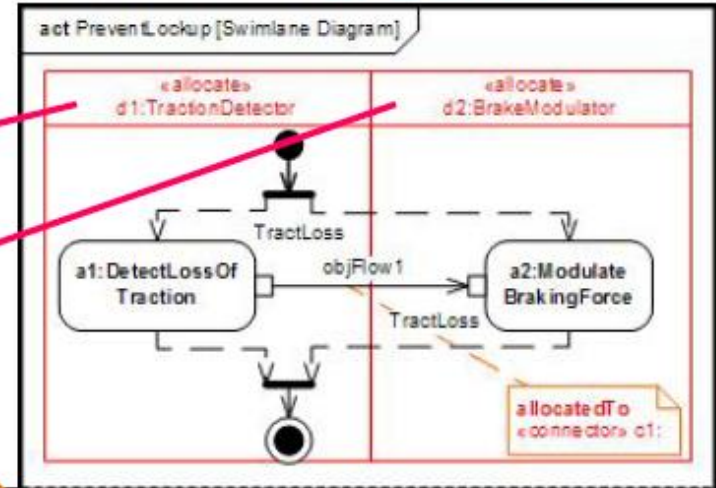 act PreventLockup [Swimlane Diagram]
«allocate»
d1:TractionDetector
«allocate»
d2:BrakeModulator
TractLoss
a1:DetectLossOf
Traction
objFlow1
a2:Modulate
BrakingForce
TractLoss
allocatedTo
«connector» c1: